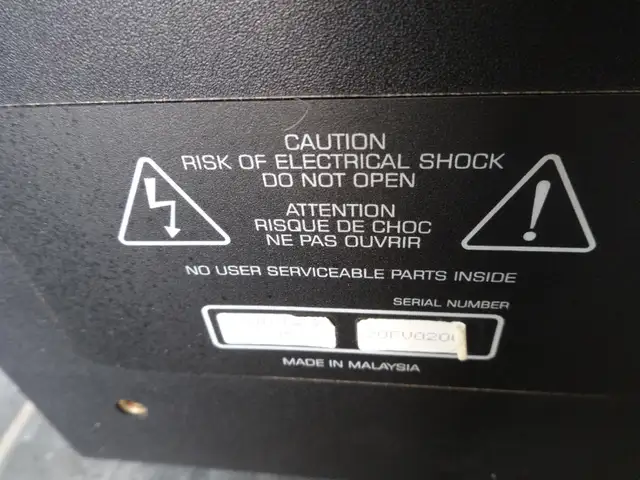 CAUTION
RISK OF ELECTRICAL SHOCK
DO NOT OPEN
ATTENTION
RISQUE DE CHOC
NE PAS OUVRIR
NO USER SERVICEABLE PARTS INSIDE
SERIAL NUMBER
MADE IN MALAYSIA